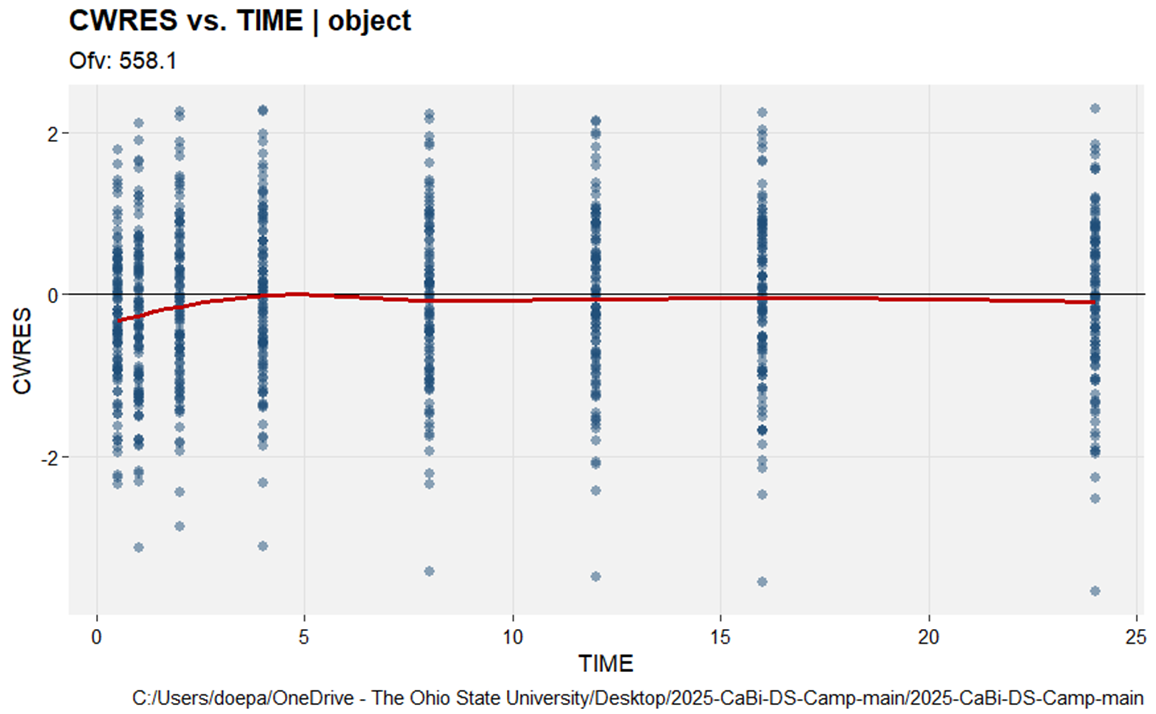 CWRES vs. TIME | object
Ofv: 558.1
2
0
-2
CWRES
0
5
10
15
20
25
TIME
C:/Users/doepa/OneDrive - The Ohio State University/Desktop/2025-CaBi-DS-Camp-main/2025-CaBi-DS-Camp-main